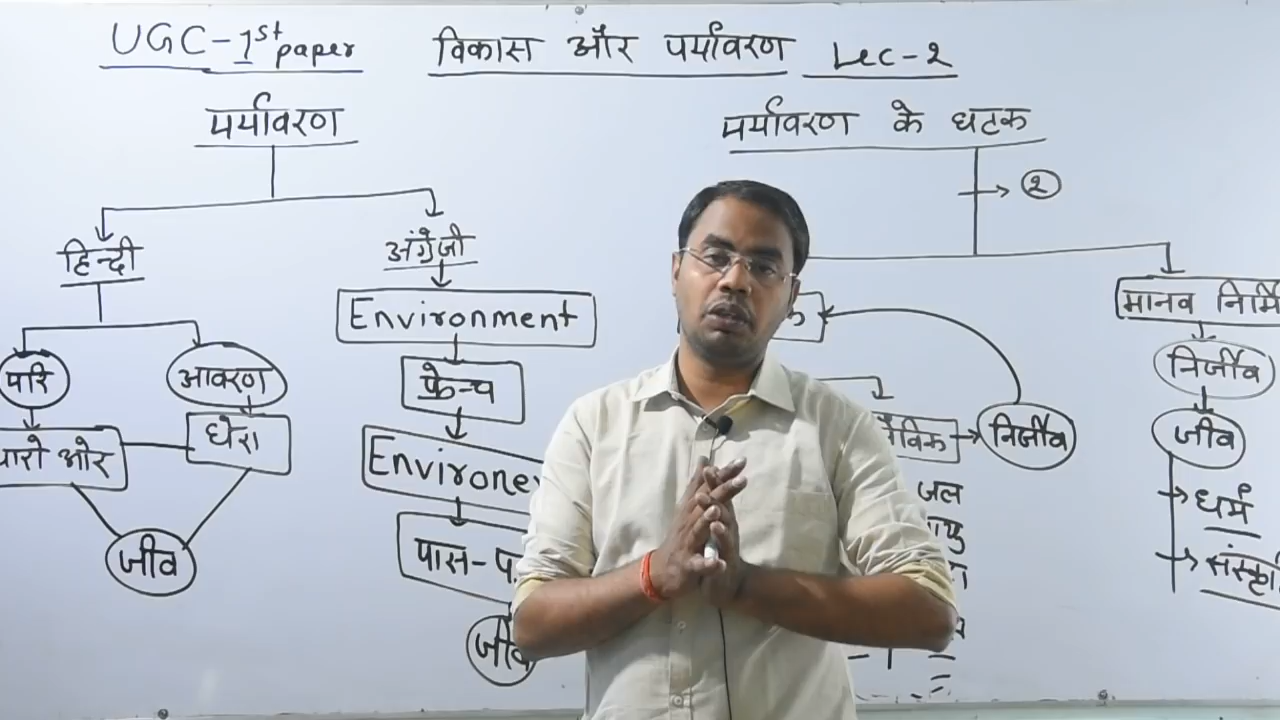 UGC-1st paper
विकास और पर्यावरण Lec-2
पर्यावरण
हिन्दी
अंग्रेजी
परि
आवरण
घेरा
और
जीव
Environment
फ्रेन्च
पास-
जीव
पर्यावरण के घटक
2
निर्जीव
जल
मानव
निर्जीव
जीव
धर्म